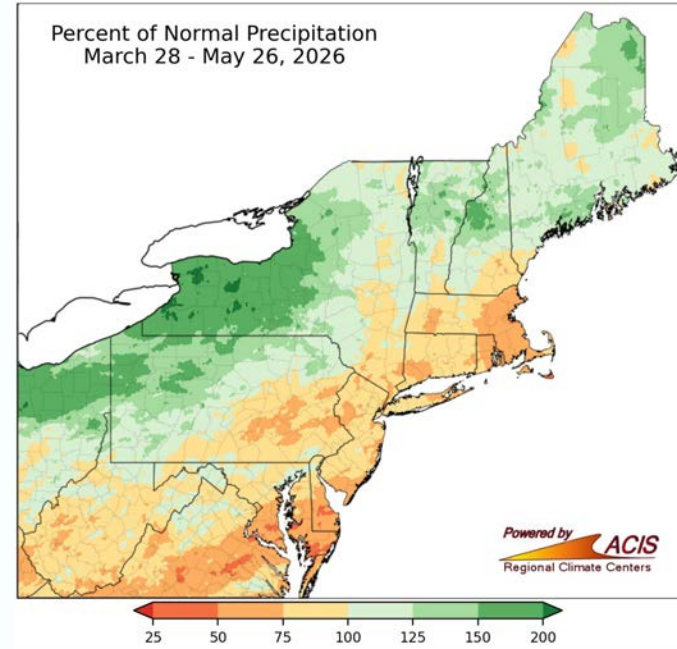 Percent of Normal Precipitation
March 28 - May 26, 2026
Powered by
ACIS
Regional Climate Centers
25 50 75 100 125 150 200